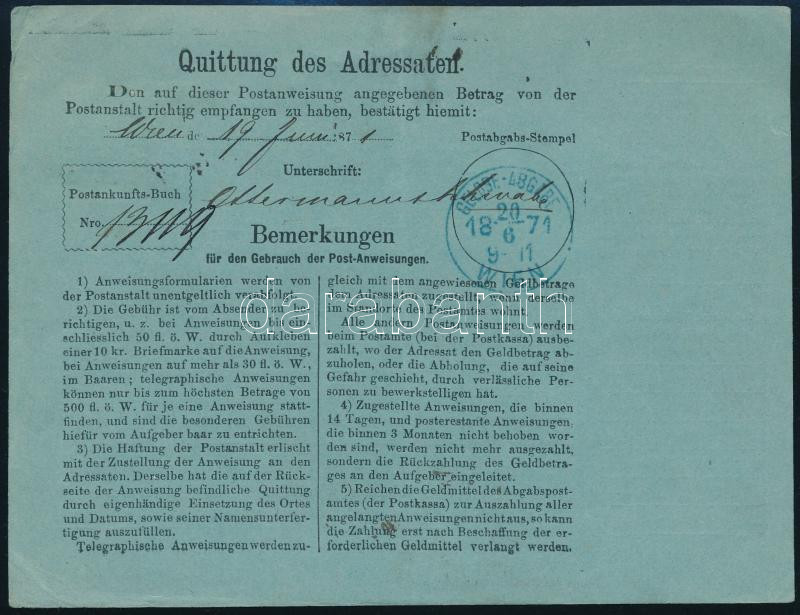 Quittung des Adressaten.
Den auf dieser Postanweisung angegebenen Betrag von der
Postanstalt richtig empfangen zu haben, bestätigt hiemit:
Wien de 19 Juni 1871
Postabgabs-Stempel
Unterschrift:
Postankunfts-Buch
Nro.
GELDE-ABGABE
20
18 71
6
9-11
WIEN
Bemerkungen
für den Gebrauch der Post-Anweisungen.
1) Anweisungsformularien werden von
der Postanstalt unentgeltlich verabfolgt.
2) Die Gebühr ist vom Absender zu be-
richtigen, u. z. bei Anweisungen bis ein-
schliesslich 50 fl. ö. W. durch Aufkleben
einer 10 kr. Briefmarke auf die Anweisung,
bei Anweisungen auf mehr als 30 fl. ö. W.,
im Baaren; telegraphische Anweisungen
können nur bis zum höchsten Betrage von
500 fl. ö. W. für je eine Anweisung statt-
finden, und sind die besonderen Gebühren
hiefür vom Aufgeber baar zu entrichten.
3) Die Haftung der Postanstalt erlischt
mit der Zustellung der Anweisung an den
Adressaten. Derselbe hat die auf der Rück-
seite der Anweisung befindliche Quittung
durch eigenhändige Einsetzung des Ortes
und Datums, sowie seiner Namensunterfer-
tigung auszufüllen.
Telegraphische Anweisungen werden zu-
gleich mit dem angewiesenen Geldbetrage
dem Adressaten zugestellt, wenn derselbe
im Standorte des Postamtes wohnt.
Alle anderen Postanweisungen werden
beim Postamte (bei der Postkassa) ausbe-
zahlt, wo der Adressat den Geldbetrag ab-
zuholen, oder die Abholung, die auf seine
Gefahr geschieht, durch verlässliche Per-
sonen zu bewerkstelligen hat.
4) Zugestellte Anweisungen, die binnen
14 Tagen, und posterestante Anweisungen,
die binnen 3 Monaten nicht behoben wor-
den sind, werden nicht mehr ausgezahlt,
sondern die Rückzahlung des Geldbetra-
ges an den Aufgeber eingeleitet.
5) Reichen die Geldmittel des Abgabspost-
amtes (der Postkassa) zur Auszahlung aller
angelangten Anweisungen nicht aus, so kann
die Zahlung erst nach Beschaffung der er-
forderlichen Geldmittel verlangt werden.
darabanth